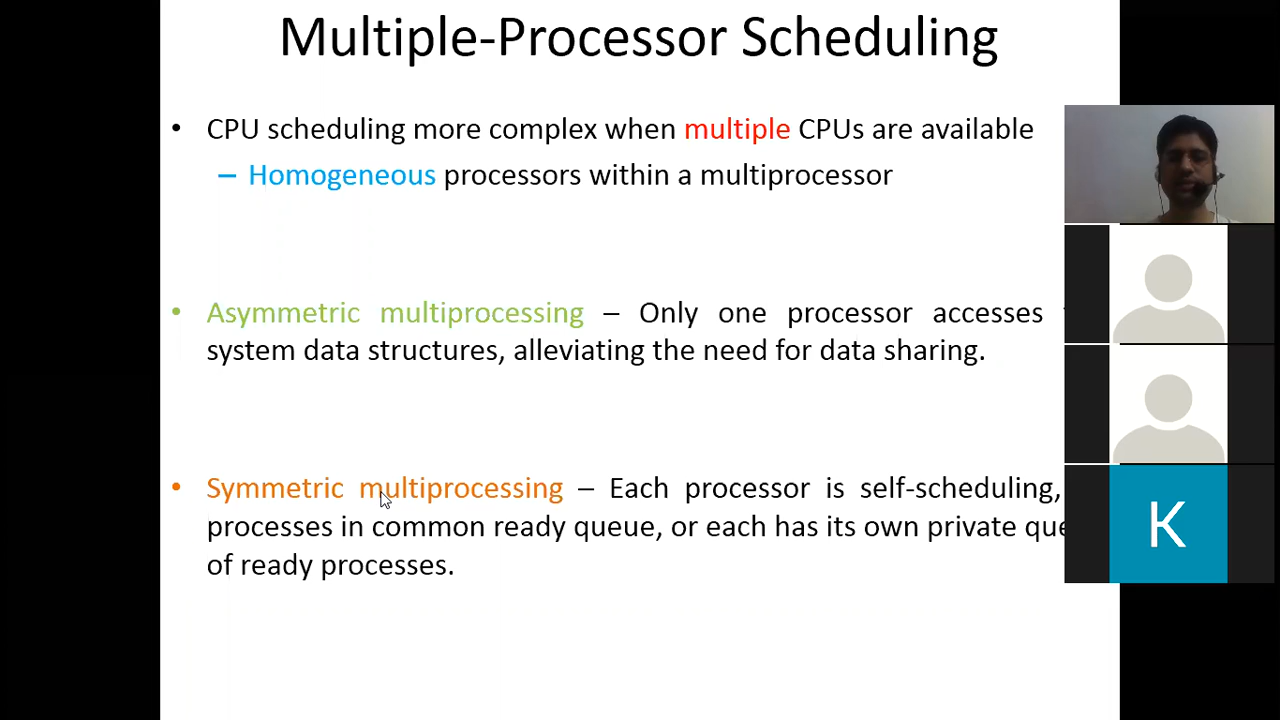 Multiple-Processor Scheduling
• CPU scheduling more complex when multiple CPUs are available
– Homogeneous processors within a multiprocessor
• Asymmetric multiprocessing – Only one processor accesses
system data structures, alleviating the need for data sharing.
• Symmetric multiprocessing – Each processor is self-scheduling,
processes in common ready queue, or each has its own private
of ready processes.
K